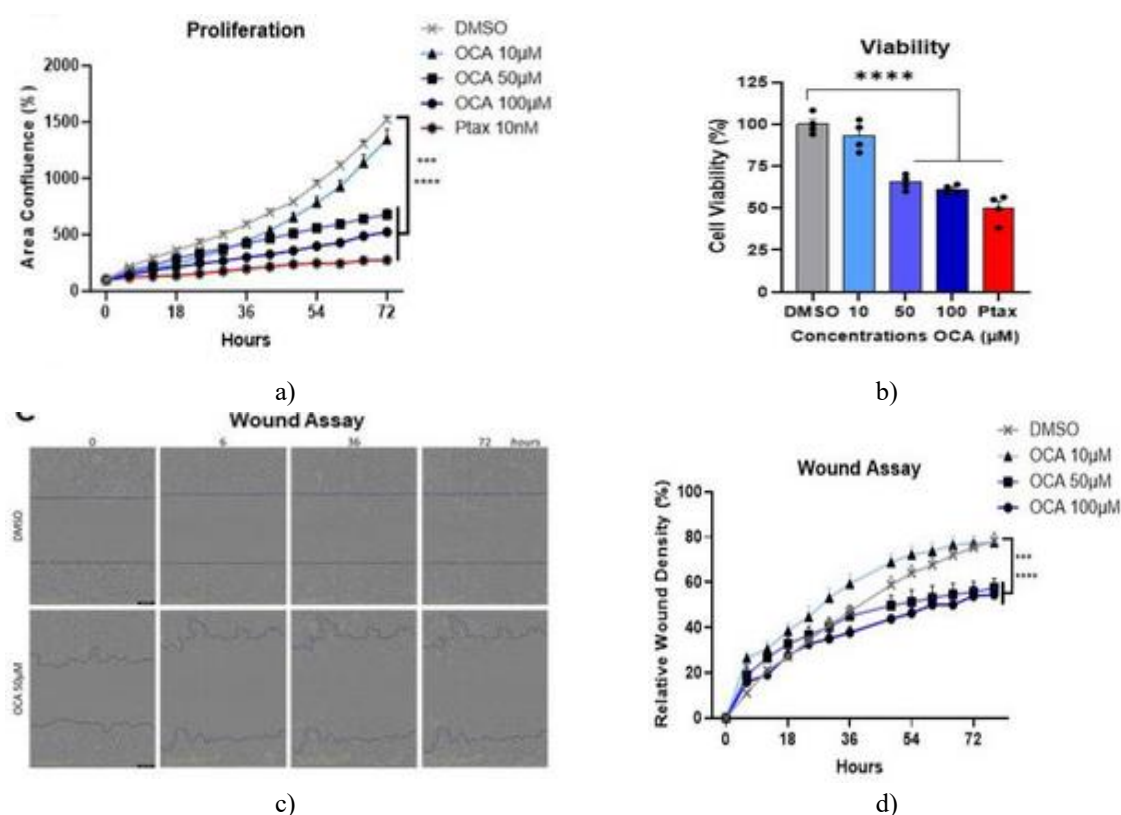 Proliferation
DMSO
OCA 10µM
OCA 50µM
OCA 100µM
Ptax 10nM
Area Confluence (%)
2000
1500
1000
500
0
***
****
0 18 36 54 72
Hours
a)
Viability
****
Cell Viability (%)
125
100
75
50
25
0
DMSO 10 50 100 Ptax
Concentrations OCA (µM)
b)
Wound Assay
0 6 36 72 hours
DMSO
OCA 50µM
c)
DMSO
OCA 10µM
OCA 50µM
OCA 100µM
Wound Assay
Relative Wound Density (%)
100
80
60
40
20
0
***
****
0 18 36 54 72
Hours
d)